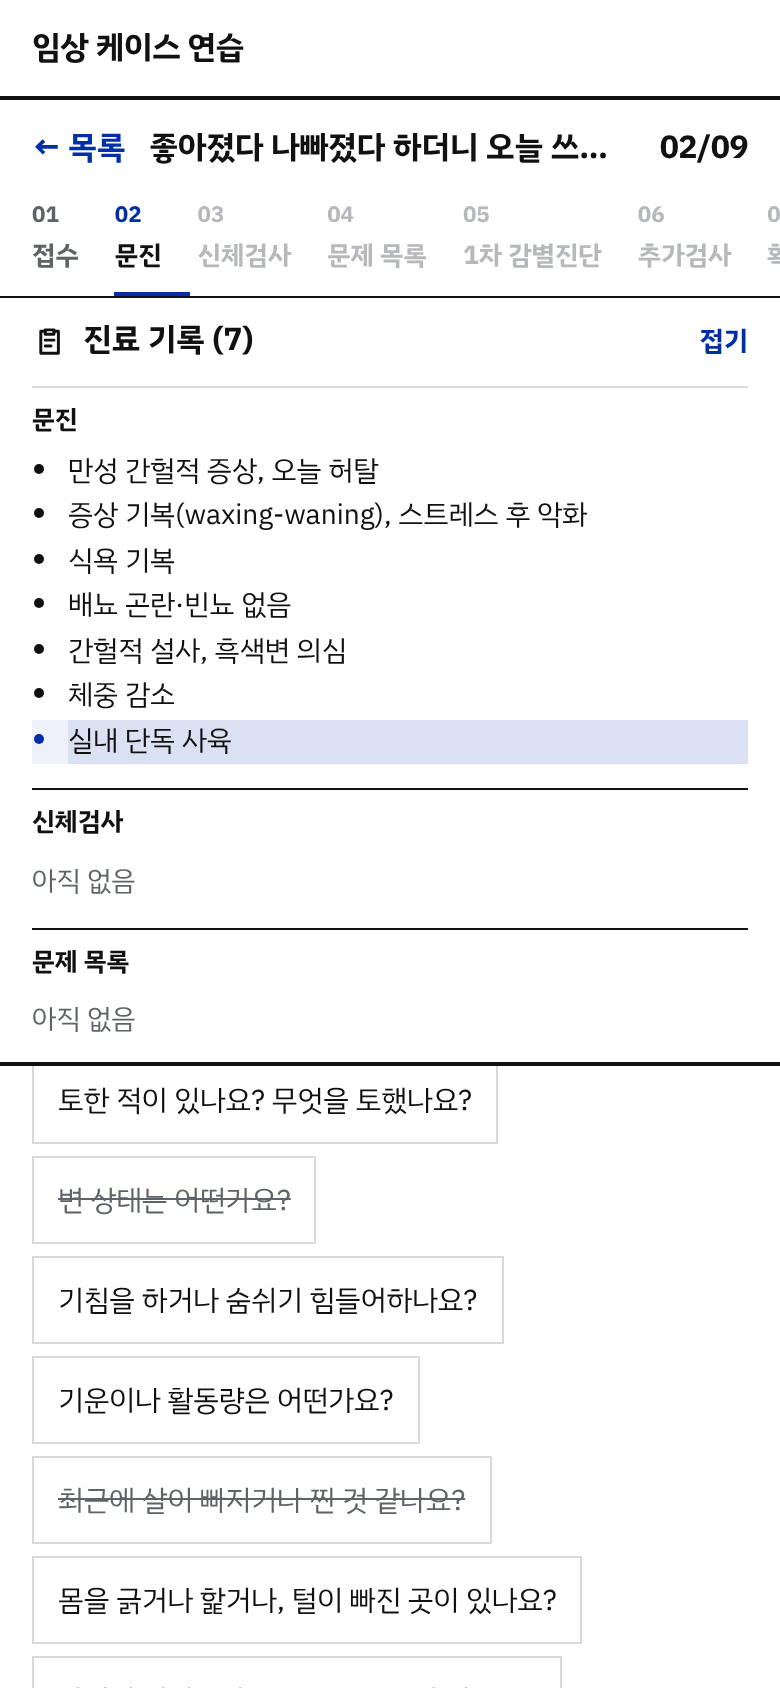 임상 케이스 연습
← 목록 좋아졌다 나빠졌다 하더니 오늘 쓰... 02/09
01 02 03 04 05 06
접수 문진 신체검사 문제 목록 1차 감별진단 추가검사
진료 기록 (7) 접기
문진
• 만성 간헐적 증상, 오늘 허탈
• 증상 기복(waxing-waning), 스트레스 후 악화
• 식욕 기복
• 배뇨 곤란·빈뇨 없음
• 간헐적 설사, 흑색변 의심
• 체중 감소
• 실내 단독 사육
신체검사
아직 없음
문제 목록
아직 없음
토한 적이 있나요? 무엇을 토했나요?
변 상태는 어떤가요?
기침을 하거나 숨쉬기 힘들어하나요?
기운이나 활동량은 어떤가요?
최근에 살이 빠지거나 찐 것 같나요?
몸을 긁거나 핥거나, 털이 빠진 곳이 있나요?